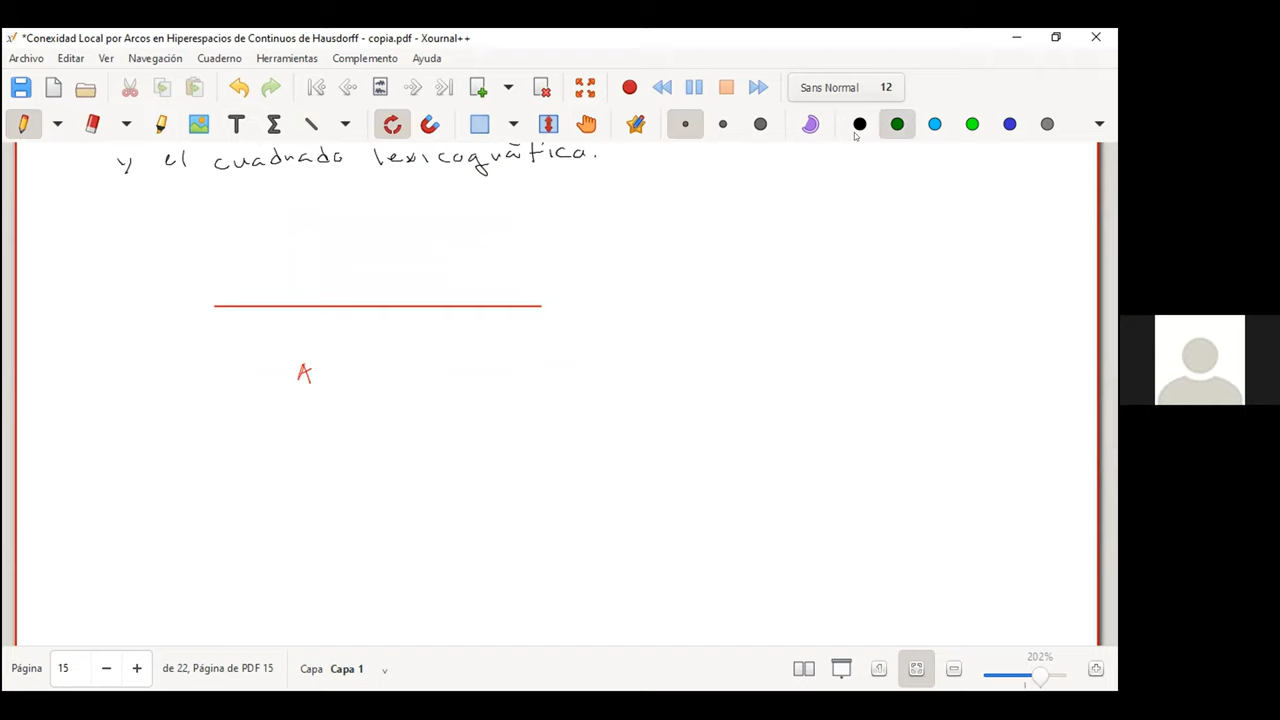 *Conexidad Local por Arcos en Hiperespacios de Continuos de Hausdorff - copia.pdf - Xournal++
Archivo Editar Ver Navegación Cuaderno Herramientas Complemento Ayuda
Sans Normal 12
y el cuadrado lexicográfica.
A
Página 15 de 22, Página de PDF 15 Capa Capa 1 202%